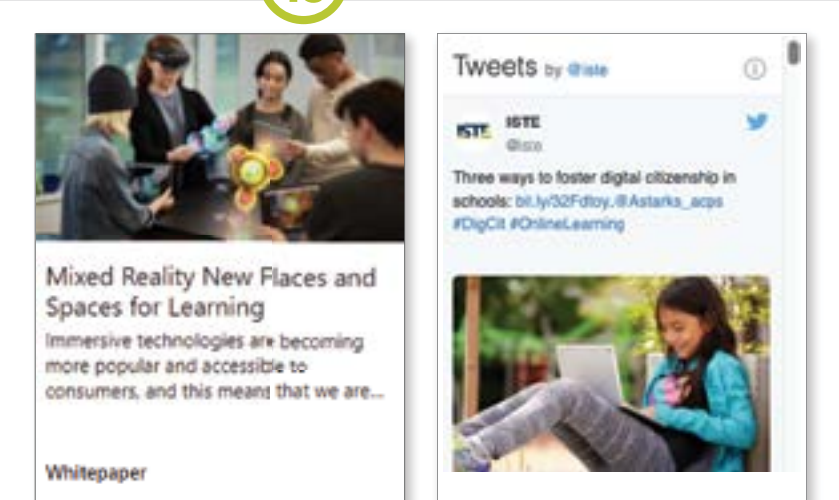 Mixed Reality New Places and
Spaces for Learning
Immersive technologies are becoming
more popular and accessible to
consumers, and this means that we are...
Whitepaper
Tweets by @iste
ISTE
ISTE
@iste
Three ways to foster digital citizenship in
schools: bit.ly/32Fdtoy. @Astarks_acps
#DigCit #OnlineLearning